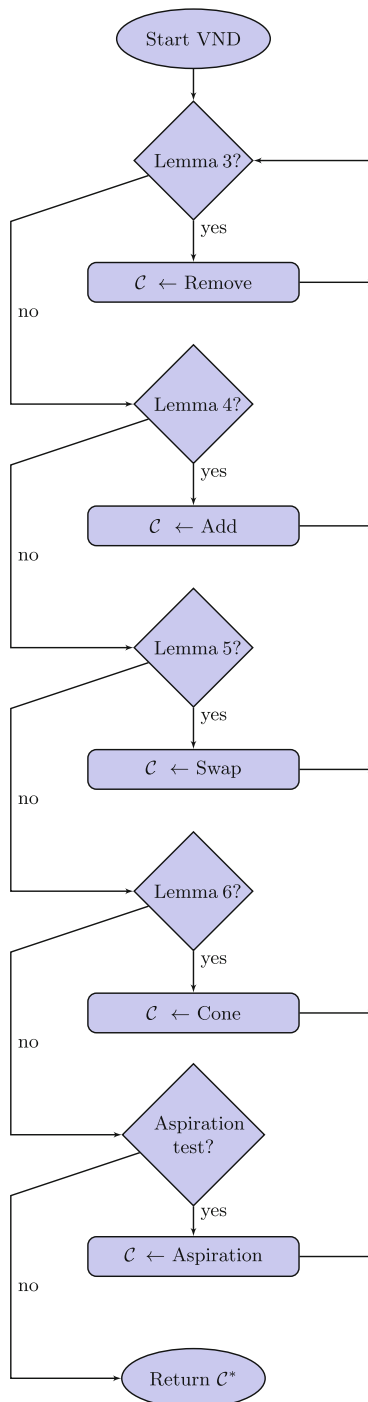 Start VND
Lemma 3?
yes
𝒞 ← Remove
no
Lemma 4?
yes
𝒞 ← Add
no
Lemma 5?
yes
𝒞 ← Swap
no
Lemma 6?
yes
𝒞 ← Cone
no
Aspiration
test?
yes
𝒞 ← Aspiration
no
Return 𝒞*